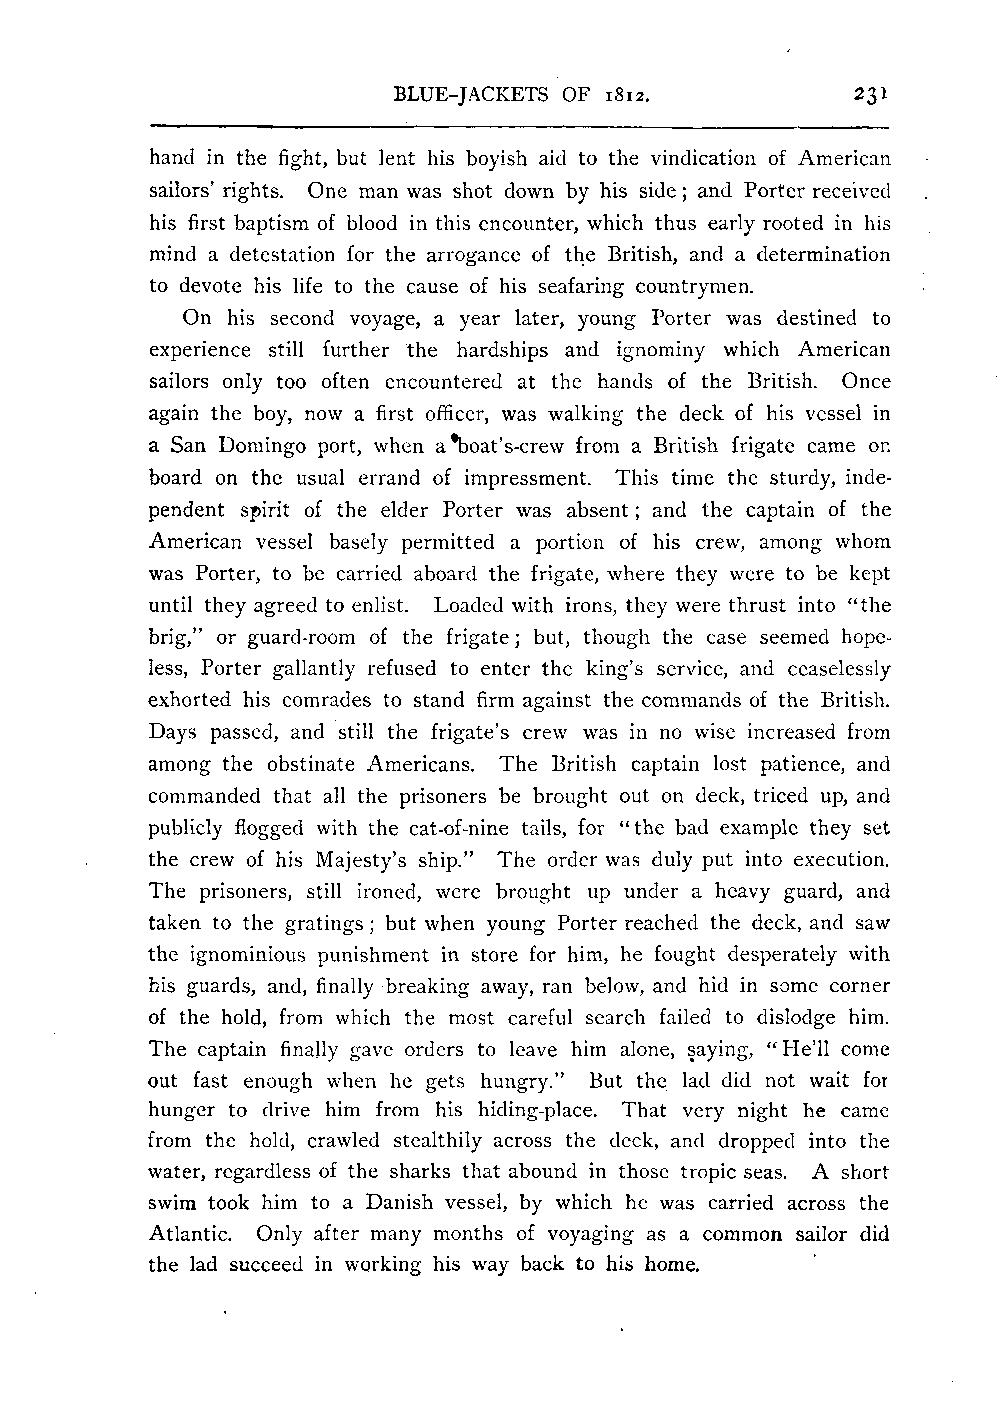 BLUE-JACKETS OF 1812. 231
hand in the fight, but lent his boyish aid to the vindication of American
sailors' rights. One man was shot down by his side; and Porter received
his first baptism of blood in this encounter, which thus early rooted in his
mind a detestation for the arrogance of the British, and a determination
to devote his life to the cause of his seafaring countrymen.
On his second voyage, a year later, young Porter was destined to
experience still further the hardships and ignominy which American
sailors only too often encountered at the hands of the British. Once
again the boy, now a first officer, was walking the deck of his vessel in
a San Domingo port, when a boat's-crew from a British frigate came on
board on the usual errand of impressment. This time the sturdy, inde-
pendent spirit of the elder Porter was absent; and the captain of the
American vessel basely permitted a portion of his crew, among whom
was Porter, to be carried aboard the frigate, where they were to be kept
until they agreed to enlist. Loaded with irons, they were thrust into "the
brig," or guard-room of the frigate; but, though the case seemed hope-
less, Porter gallantly refused to enter the king's service, and ceaselessly
exhorted his comrades to stand firm against the commands of the British.
Days passed, and still the frigate's crew was in no wise increased from
among the obstinate Americans. The British captain lost patience, and
commanded that all the prisoners be brought out on deck, triced up, and
publicly flogged with the cat-of-nine tails, for "the bad example they set
the crew of his Majesty's ship." The order was duly put into execution.
The prisoners, still ironed, were brought up under a heavy guard, and
taken to the gratings; but when young Porter reached the deck, and saw
the ignominious punishment in store for him, he fought desperately with
his guards, and, finally breaking away, ran below, and hid in some corner
of the hold, from which the most careful search failed to dislodge him.
The captain finally gave orders to leave him alone, saying, "He'll come
out fast enough when he gets hungry." But the lad did not wait for
hunger to drive him from his hiding-place. That very night he came
from the hold, crawled stealthily across the deck, and dropped into the
water, regardless of the sharks that abound in those tropic seas. A short
swim took him to a Danish vessel, by which he was carried across the
Atlantic. Only after many months of voyaging as a common sailor did
the lad succeed in working his way back to his home.